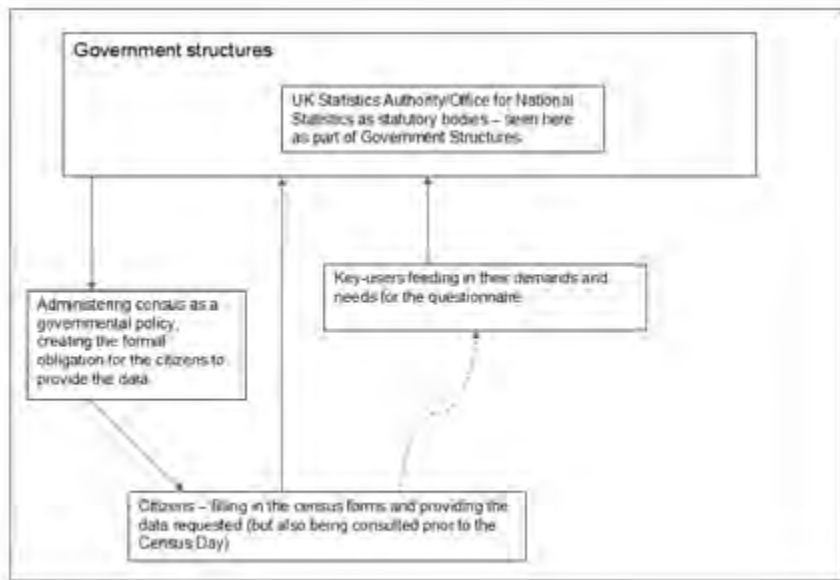 Government structures
UK Statistics Authority/Office for National
Statistics as statutory bodies – seen here
as part of Government Structures
Key-users feeding in their demands and
needs for the questionnaire
Administering census as a
governmental policy,
creating the formal
obligation for the citizens to
provide the data
Citizens – filling in the census forms and providing the
data requested (but also being consulted prior to the
Census Day)